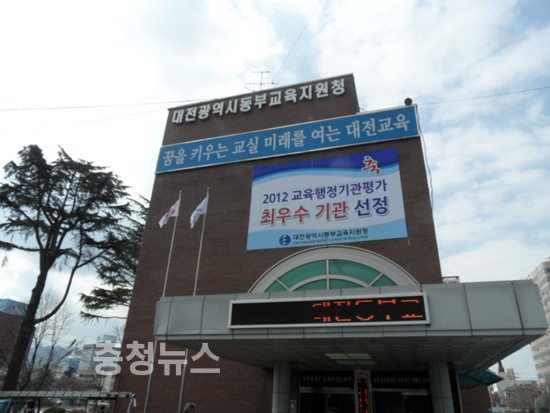 대전광역시동부교육지원청
꿈을 키우는 교실 미래를 여는 대전교육
축
2012 교육행정기관평가
최우수 기관 선정
대전광역시동부교육지원청
충청뉴스